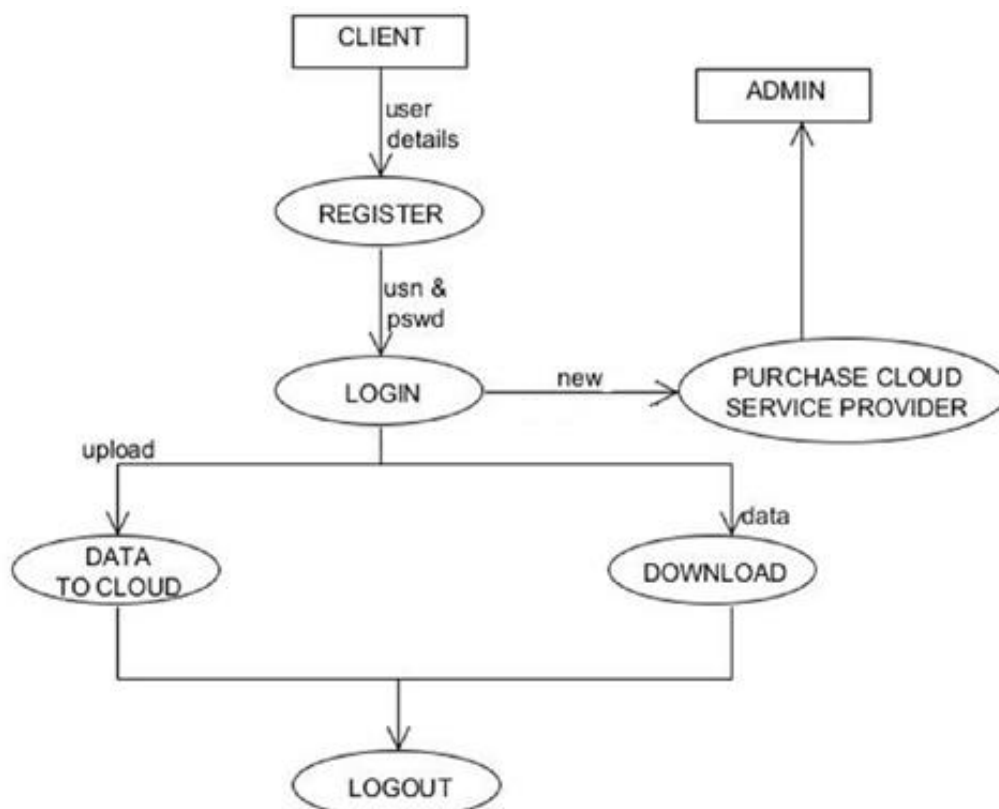 CLIENT
ADMIN
user
details
REGISTER
usn &
pswd
LOGIN
new
PURCHASE CLOUD
SERVICE PROVIDER
upload
data
DATA
TO CLOUD
DOWNLOAD
LOGOUT